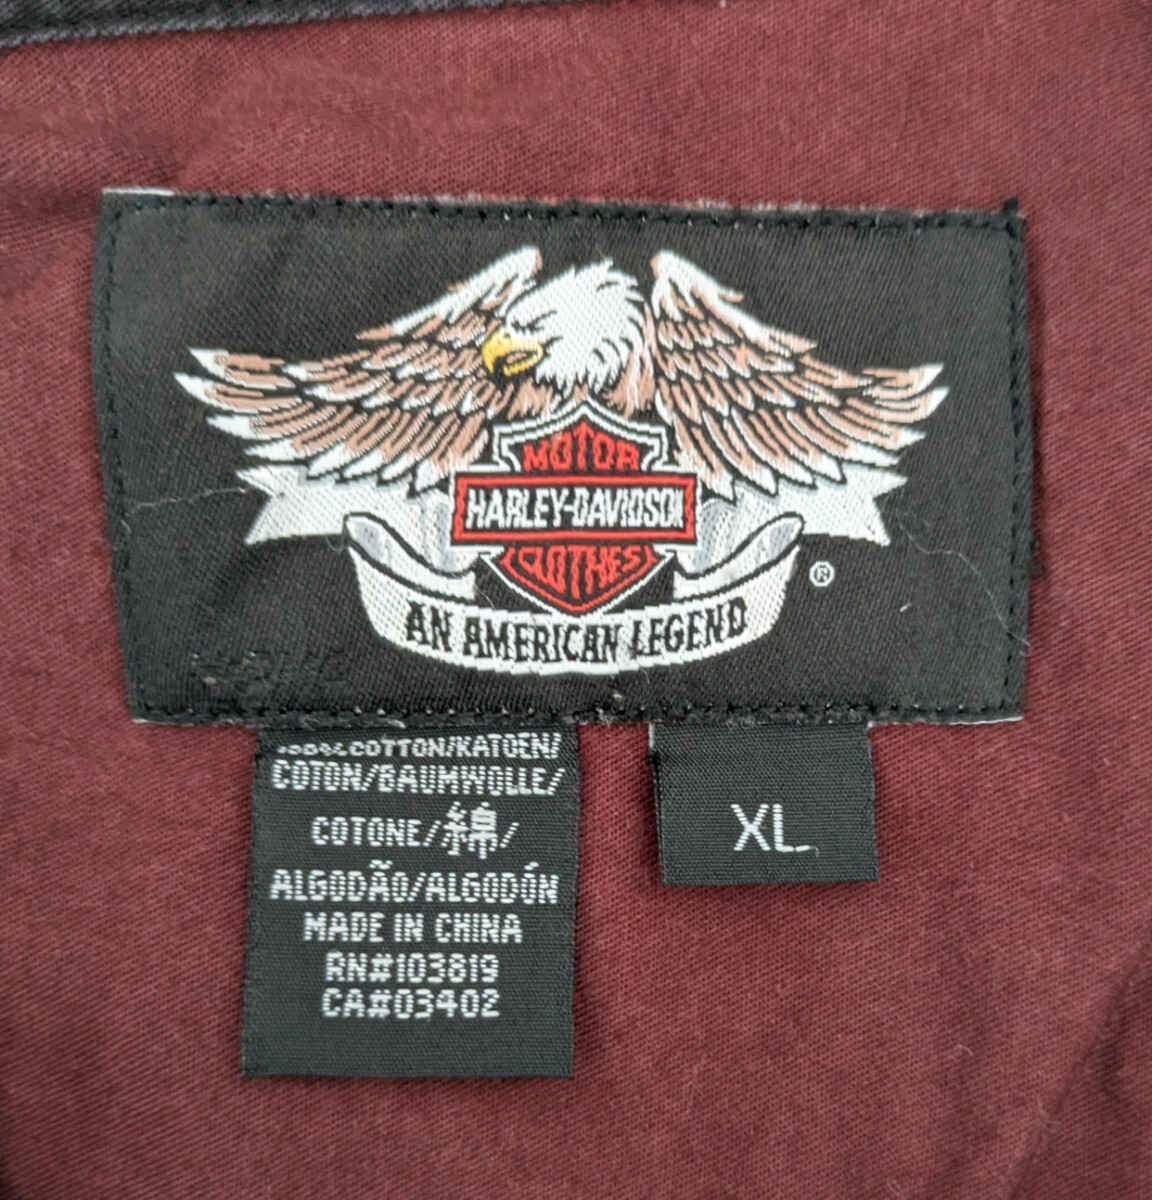 MOTOR
HARLEY-DAVIDSON
CLOTHES
®
AN AMERICAN LEGEND
100% COTTON/KATOEN/
COTON/BAUMWOLLE/
COTONE/綿/
ALGODÃO/ALGODÓN
MADE IN CHINA
RN#103819
CA#03402
XL